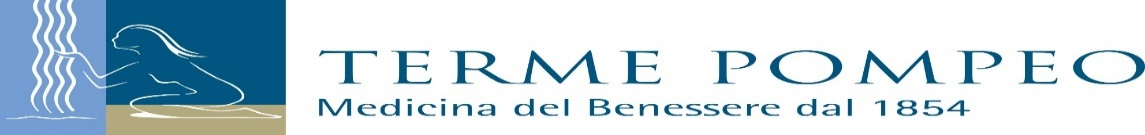 TERME POMPEO
Medicina del Benessere dal 1854